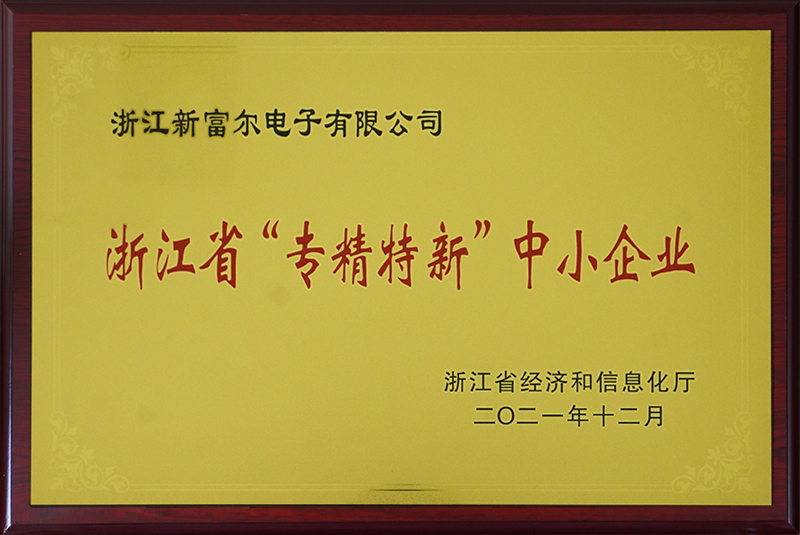 浙江新富尔电子有限公司
浙江省“专精特新”中小企业
浙江省经济和信息化厅
二〇二一年十二月